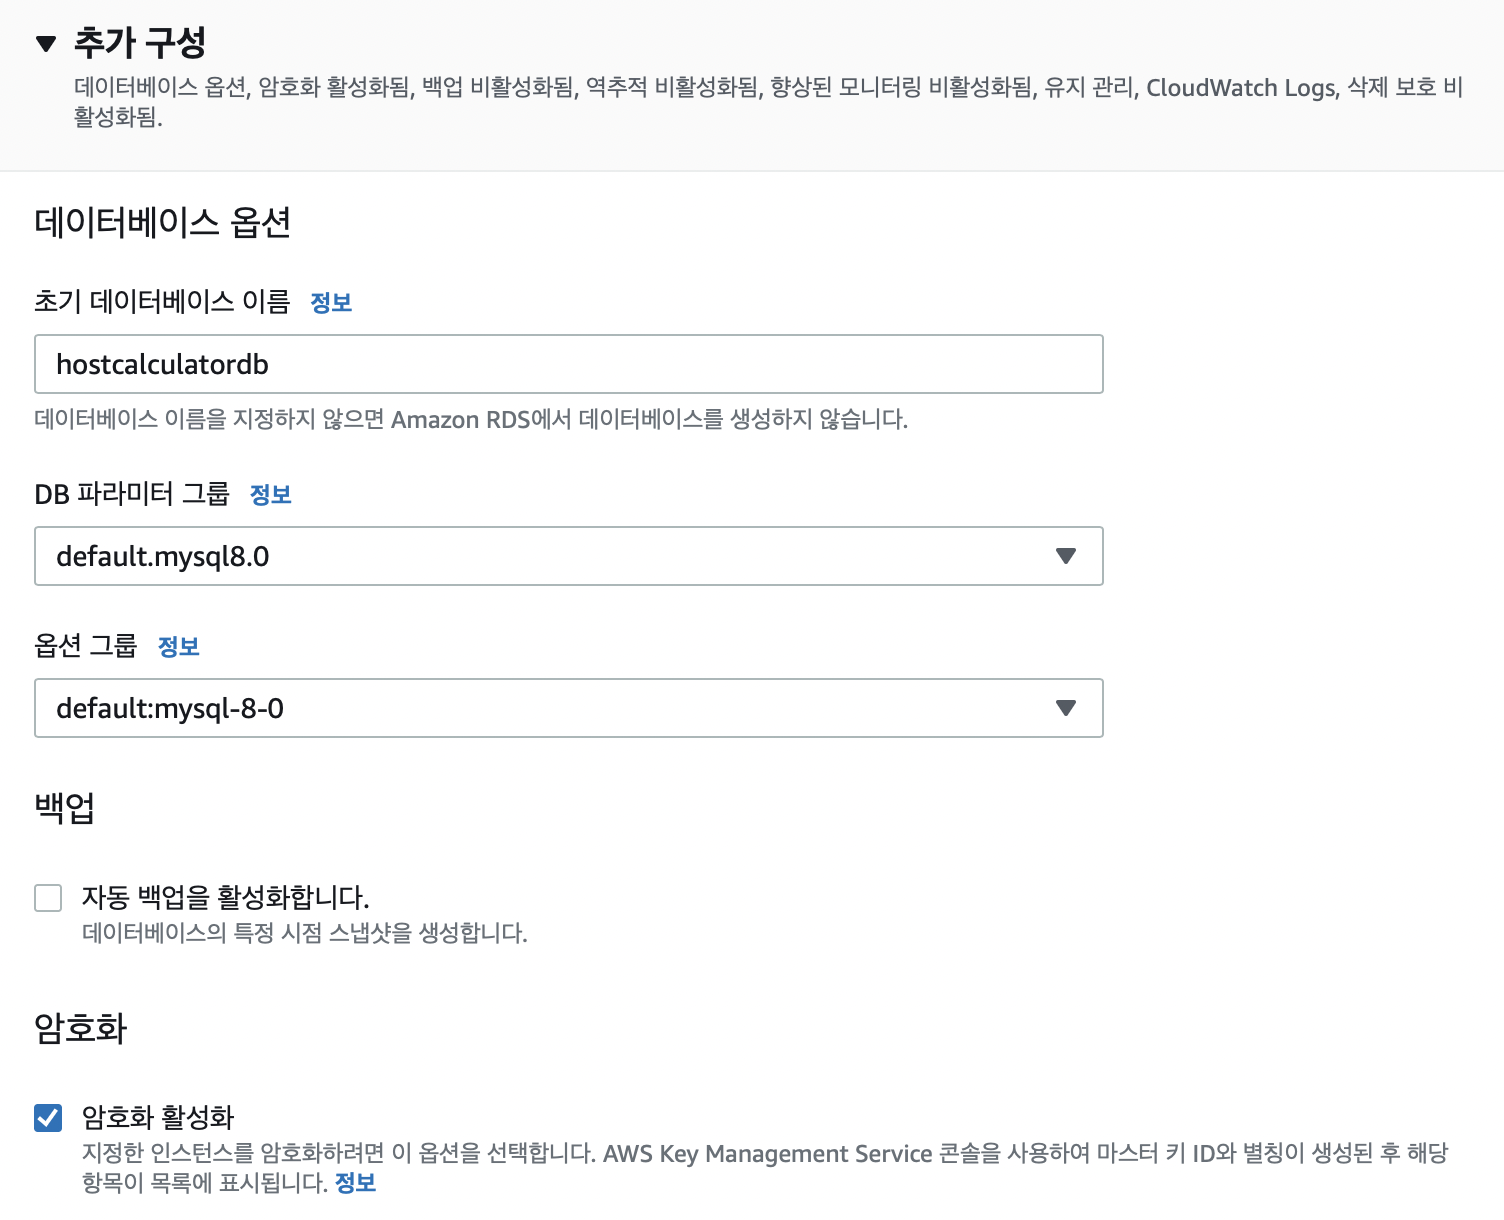 추가 구성
데이터베이스 옵션, 암호화 활성화됨, 백업 비활성화됨, 역추적 비활성화됨, 향상된 모니터링 비활성화됨, 유지 관리, CloudWatch Logs, 삭제 보호 비
활성화됨.
데이터베이스 옵션
초기 데이터베이스 이름 정보
hostcalculatordb
데이터베이스 이름을 지정하지 않으면 Amazon RDS에서 데이터베이스를 생성하지 않습니다.
DB 파라미터 그룹 정보
default.mysql8.0
옵션 그룹 정보
default:mysql-8-0
백업
자동 백업을 활성화합니다.
데이터베이스의 특정 시점 스냅샷을 생성합니다.
암호화
암호화 활성화
지정한 인스턴스를 암호화하려면 이 옵션을 선택합니다. AWS Key Management Service 콘솔을 사용하여 마스터 키 ID와 별칭이 생성된 후 해당
항목이 목록에 표시됩니다. 정보